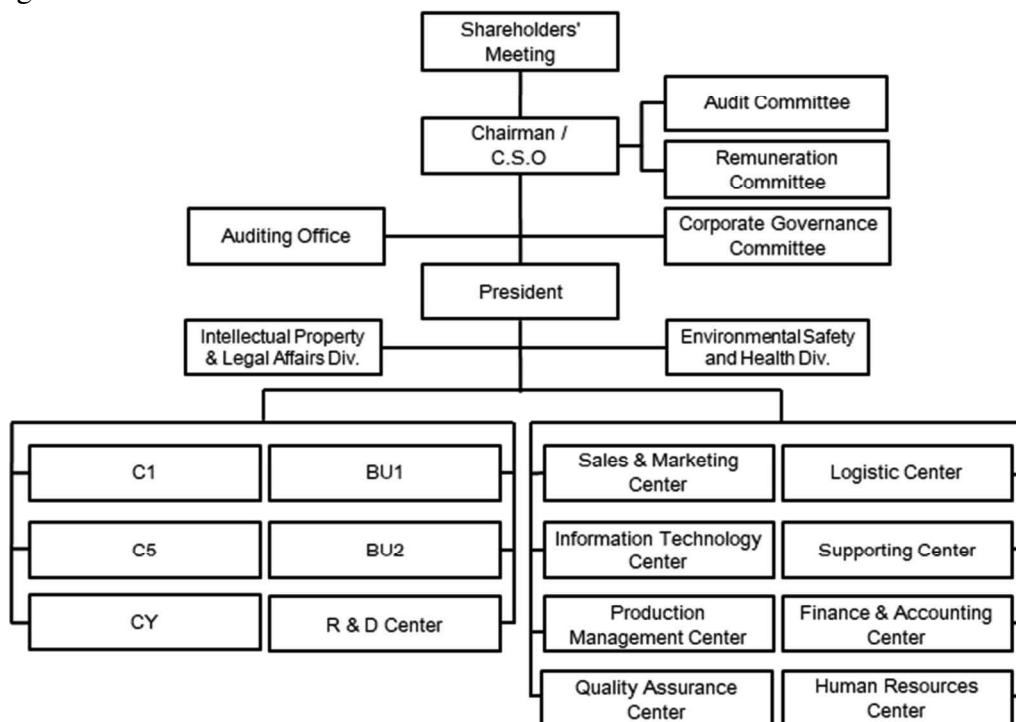 Shareholders'
Meeting
Chairman /
C.S.O
Audit Committee
Remuneration
Committee
Auditing Office
Corporate Governance
Committee
President
Intellectual Property
& Legal Affairs Div.
Environmental Safety
and Health Div.
C1
BU1
C5
BU2
CY
R & D Center
Sales & Marketing
Center
Logistic Center
Information Technology
Center
Supporting Center
Production
Management Center
Finance & Accounting
Center
Quality Assurance
Center
Human Resources
Center